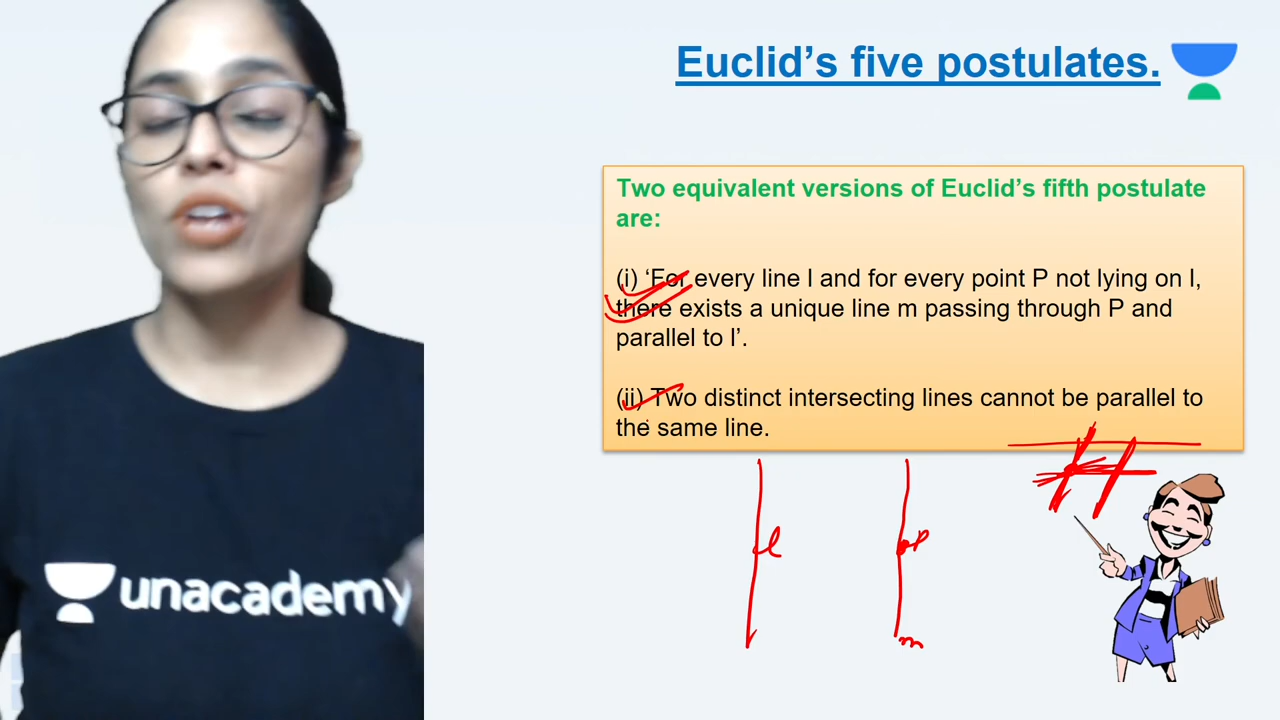 Euclid’s five postulates.
Two equivalent versions of Euclid’s fifth postulate
are:
(i) ‘For every line l and for every point P not lying on l,
there exists a unique line m passing through P and
parallel to l’.
(ii) Two distinct intersecting lines cannot be parallel to
the same line.
l
P
m
unacademy